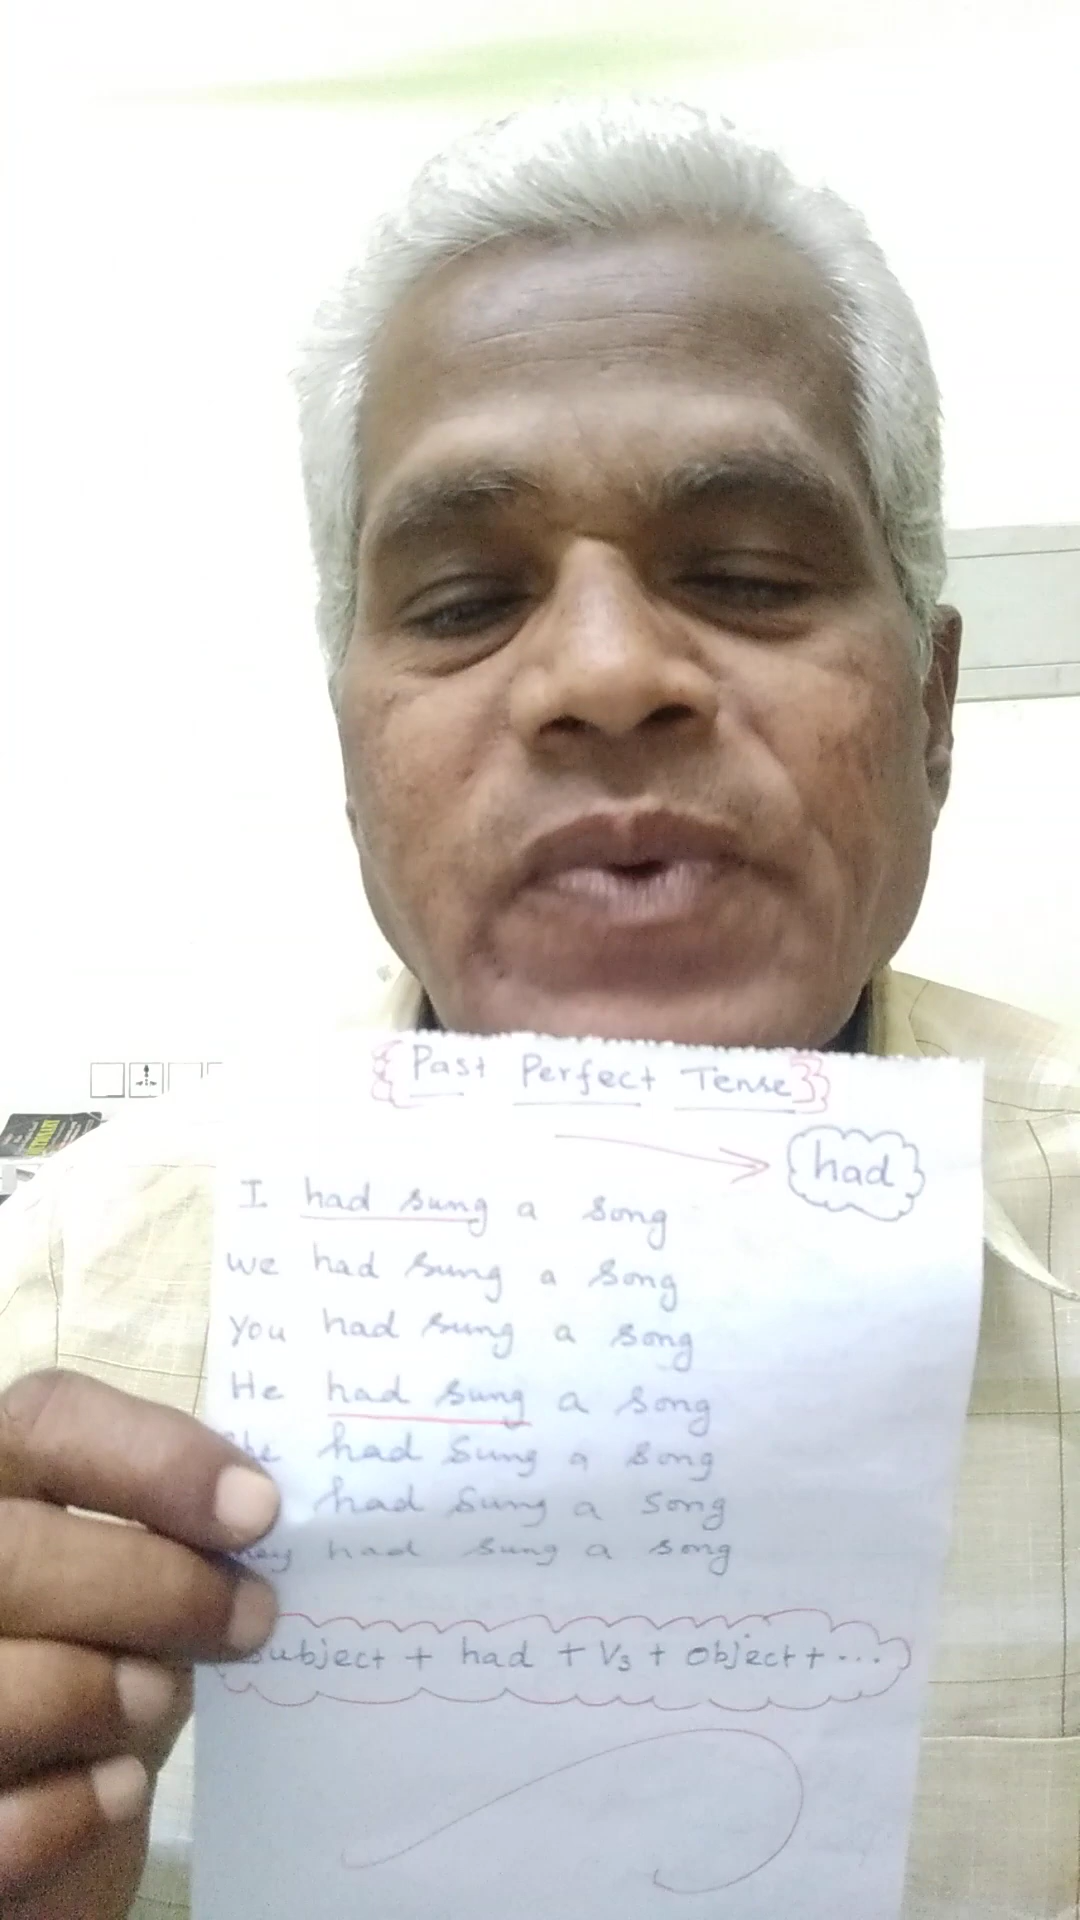 {Past Perfect Tense}
had
I had sung a song
we had sung a song
you had sung a song
He had sung a song
had sung a song
had sung a song
had sung a song
Subject + had + V3 + object + ...